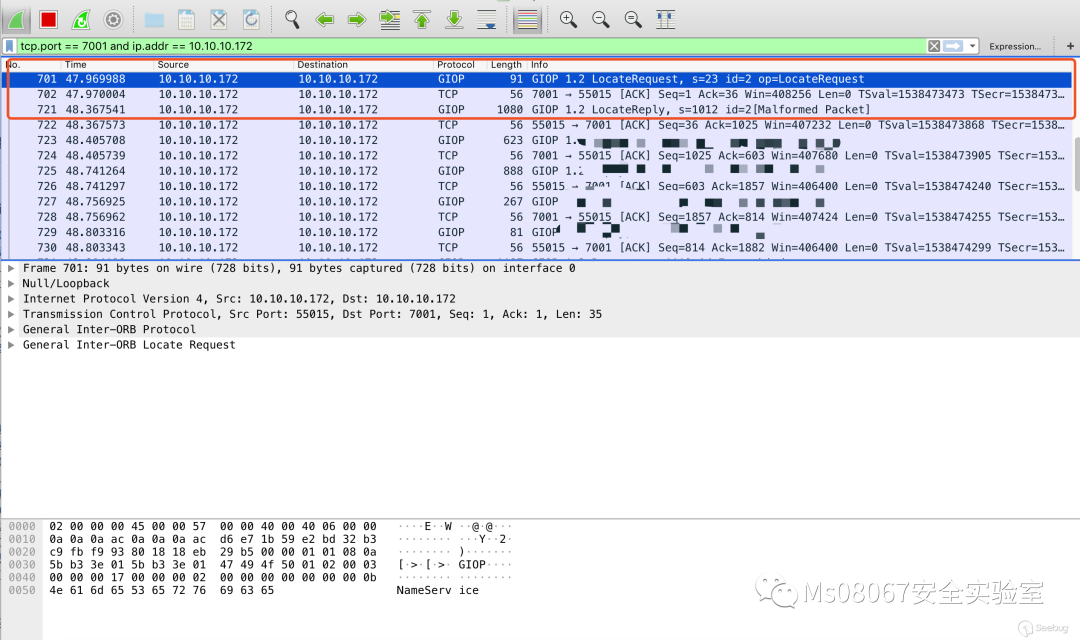 tcp.port == 7001 and ip.addr == 10.10.10.172 Expression... +
No. Time Source Destination Protocol Length Info
701 47.969988 10.10.10.172 10.10.10.172 GIOP 91 GIOP 1.2 LocateRequest, s=23 id=2 op=LocateRequest
702 47.970004 10.10.10.172 10.10.10.172 TCP 56 7001 → 55015 [ACK] Seq=1 Ack=36 Win=408256 Len=0 TSval=1538473473 TSecr=1538473…
721 48.367541 10.10.10.172 10.10.10.172 GIOP 1080 GIOP 1.2 LocateReply, s=1012 id=2[Malformed Packet]
722 48.367573 10.10.10.172 10.10.10.172 TCP 56 55015 → 7001 [ACK] Seq=36 Ack=1025 Win=407232 Len=0 TSval=1538473868 TSecr=1538…
723 48.405708 10.10.10.172 10.10.10.172 GIOP 623 GIOP 1.
724 48.405739 10.10.10.172 10.10.10.172 TCP 56 7001 → 55015 [ACK] Seq=1025 Ack=603 Win=407680 Len=0 TSval=1538473905 TSecr=153…
725 48.741264 10.10.10.172 10.10.10.172 GIOP 888 GIOP 1.2
726 48.741297 10.10.10.172 10.10.10.172 TCP 56 55015 → 7001 [ACK] Seq=603 Ack=1857 Win=406400 Len=0 TSval=1538474240 TSecr=153…
727 48.756925 10.10.10.172 10.10.10.172 GIOP 267 GIOP
728 48.756962 10.10.10.172 10.10.10.172 TCP 56 7001 → 55015 [ACK] Seq=1857 Ack=814 Win=407424 Len=0 TSval=1538474255 TSecr=153…
729 48.803316 10.10.10.172 10.10.10.172 GIOP 81 GIOP
730 48.803343 10.10.10.172 10.10.10.172 TCP 56 55015 → 7001 [ACK] Seq=814 Ack=1882 Win=406400 Len=0 TSval=1538474299 TSecr=153…
Frame 701: 91 bytes on wire (728 bits), 91 bytes captured (728 bits) on interface 0
Null/Loopback
Internet Protocol Version 4, Src: 10.10.10.172, Dst: 10.10.10.172
Transmission Control Protocol, Src Port: 55015, Dst Port: 7001, Seq: 1, Ack: 1, Len: 35
General Inter-ORB Protocol
General Inter-ORB Locate Request
0000 02 00 00 00 45 00 00 57 00 00 40 00 40 06 00 00 ····E··W ··@·@···
0010 0a 0a 0a ac 0a 0a 0a ac d6 e7 1b 59 e2 bd 32 b3 ········ ···Y··2·
0020 c9 fb f9 93 80 18 18 eb 29 b5 00 00 01 01 08 0a ········ )·······
0030 5b b3 3e 01 5b b3 3e 01 47 49 4f 50 01 02 00 03 [·>·[·>· GIOP····
0040 00 00 00 17 00 00 00 02 00 00 00 00 00 00 00 0b ········ ········
0050 4e 61 6d 65 53 65 72 76 69 63 65 NameServ ice
Ms08067安全实验室
Seebug